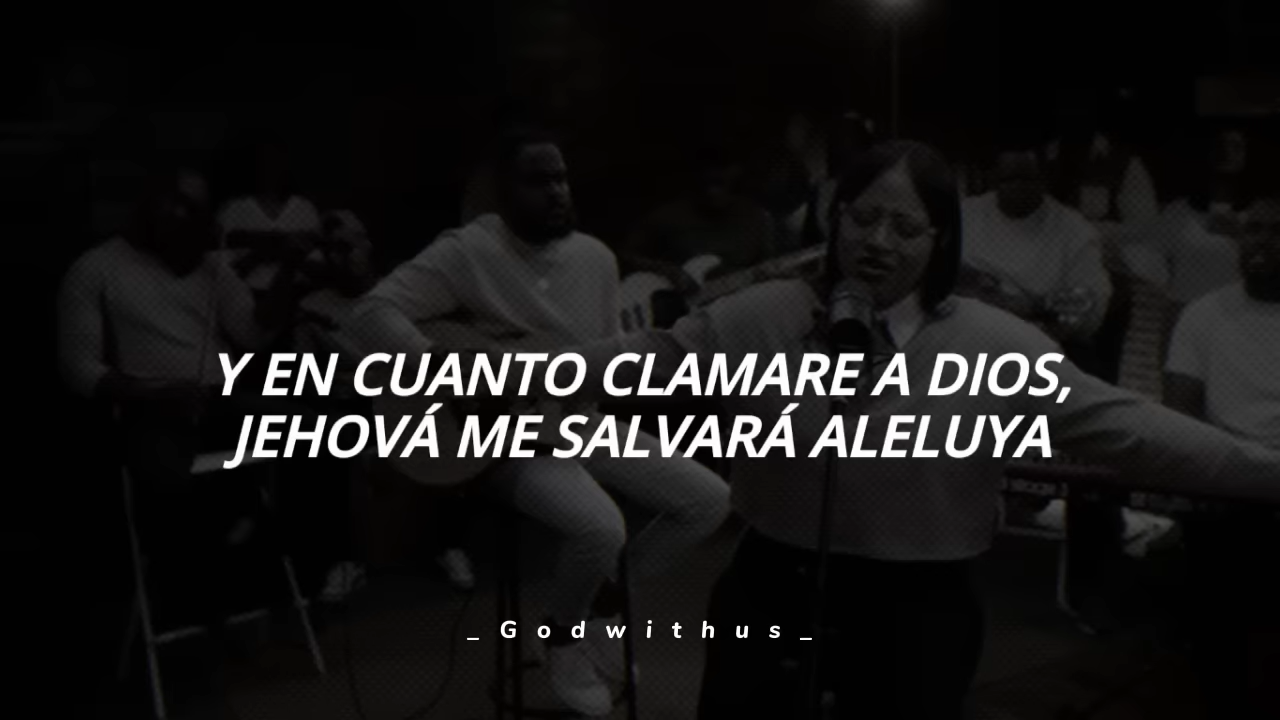 Y EN CUANTO CLAMARE A DIOS,
JEHOVÁ ME SALVARÁ ALELUYA
_ G o d w i t h u s _